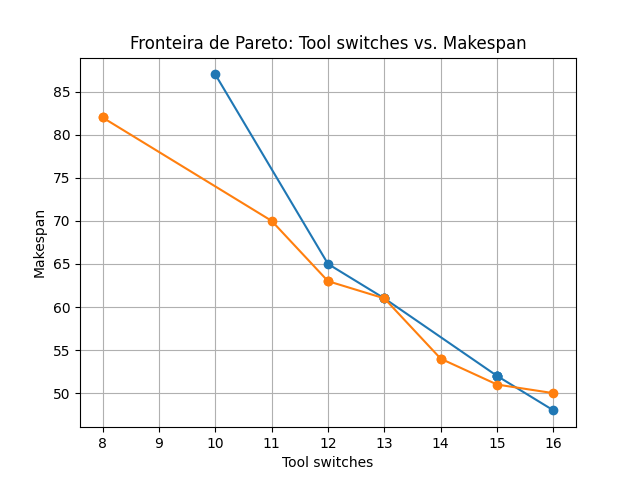 Fronteira de Pareto: Tool switches vs. Makespan
85
80
75
70
65
60
55
50
Makespan
8 9 10 11 12 13 14 15 16
Tool switches